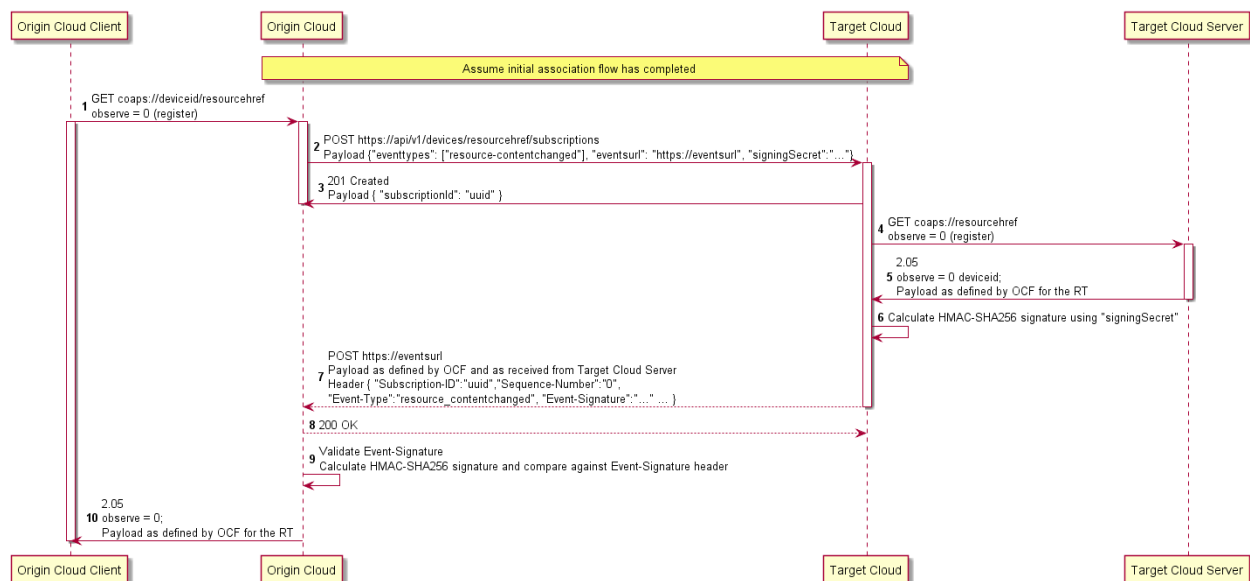 Origin Cloud Client
Origin Cloud
Target Cloud
Target Cloud Server
Assume initial association flow has completed
1 GET coaps://deviceid/resourcehref
observe = 0 (register)
2 POST https://api/v1/devices/resourcehref/subscriptions
Payload {"eventtypes": ["resource-contentchanged"], "eventsurl": "https://eventsurl", "signingSecret":"..."}
3 201 Created
Payload { "subscriptionId": "uuid" }
4 GET coaps://resourcehref
observe = 0 (register)
2.05
5 observe = 0 deviceid;
Payload as defined by OCF for the RT
6 Calculate HMAC-SHA256 signature using "signingSecret"
POST https://eventsurl
Payload as defined by OCF and as received from Target Cloud Server
7 Header { "Subscription-ID":"uuid","Sequence-Number":"0",
"Event-Type":"resource_contentchanged", "Event-Signature":"..." ... }
8 200 OK
9 Validate Event-Signature
Calculate HMAC-SHA256 signature and compare against Event-Signature header
2.05
10 observe = 0;
Payload as defined by OCF for the RT
Origin Cloud Client
Origin Cloud
Target Cloud
Target Cloud Server